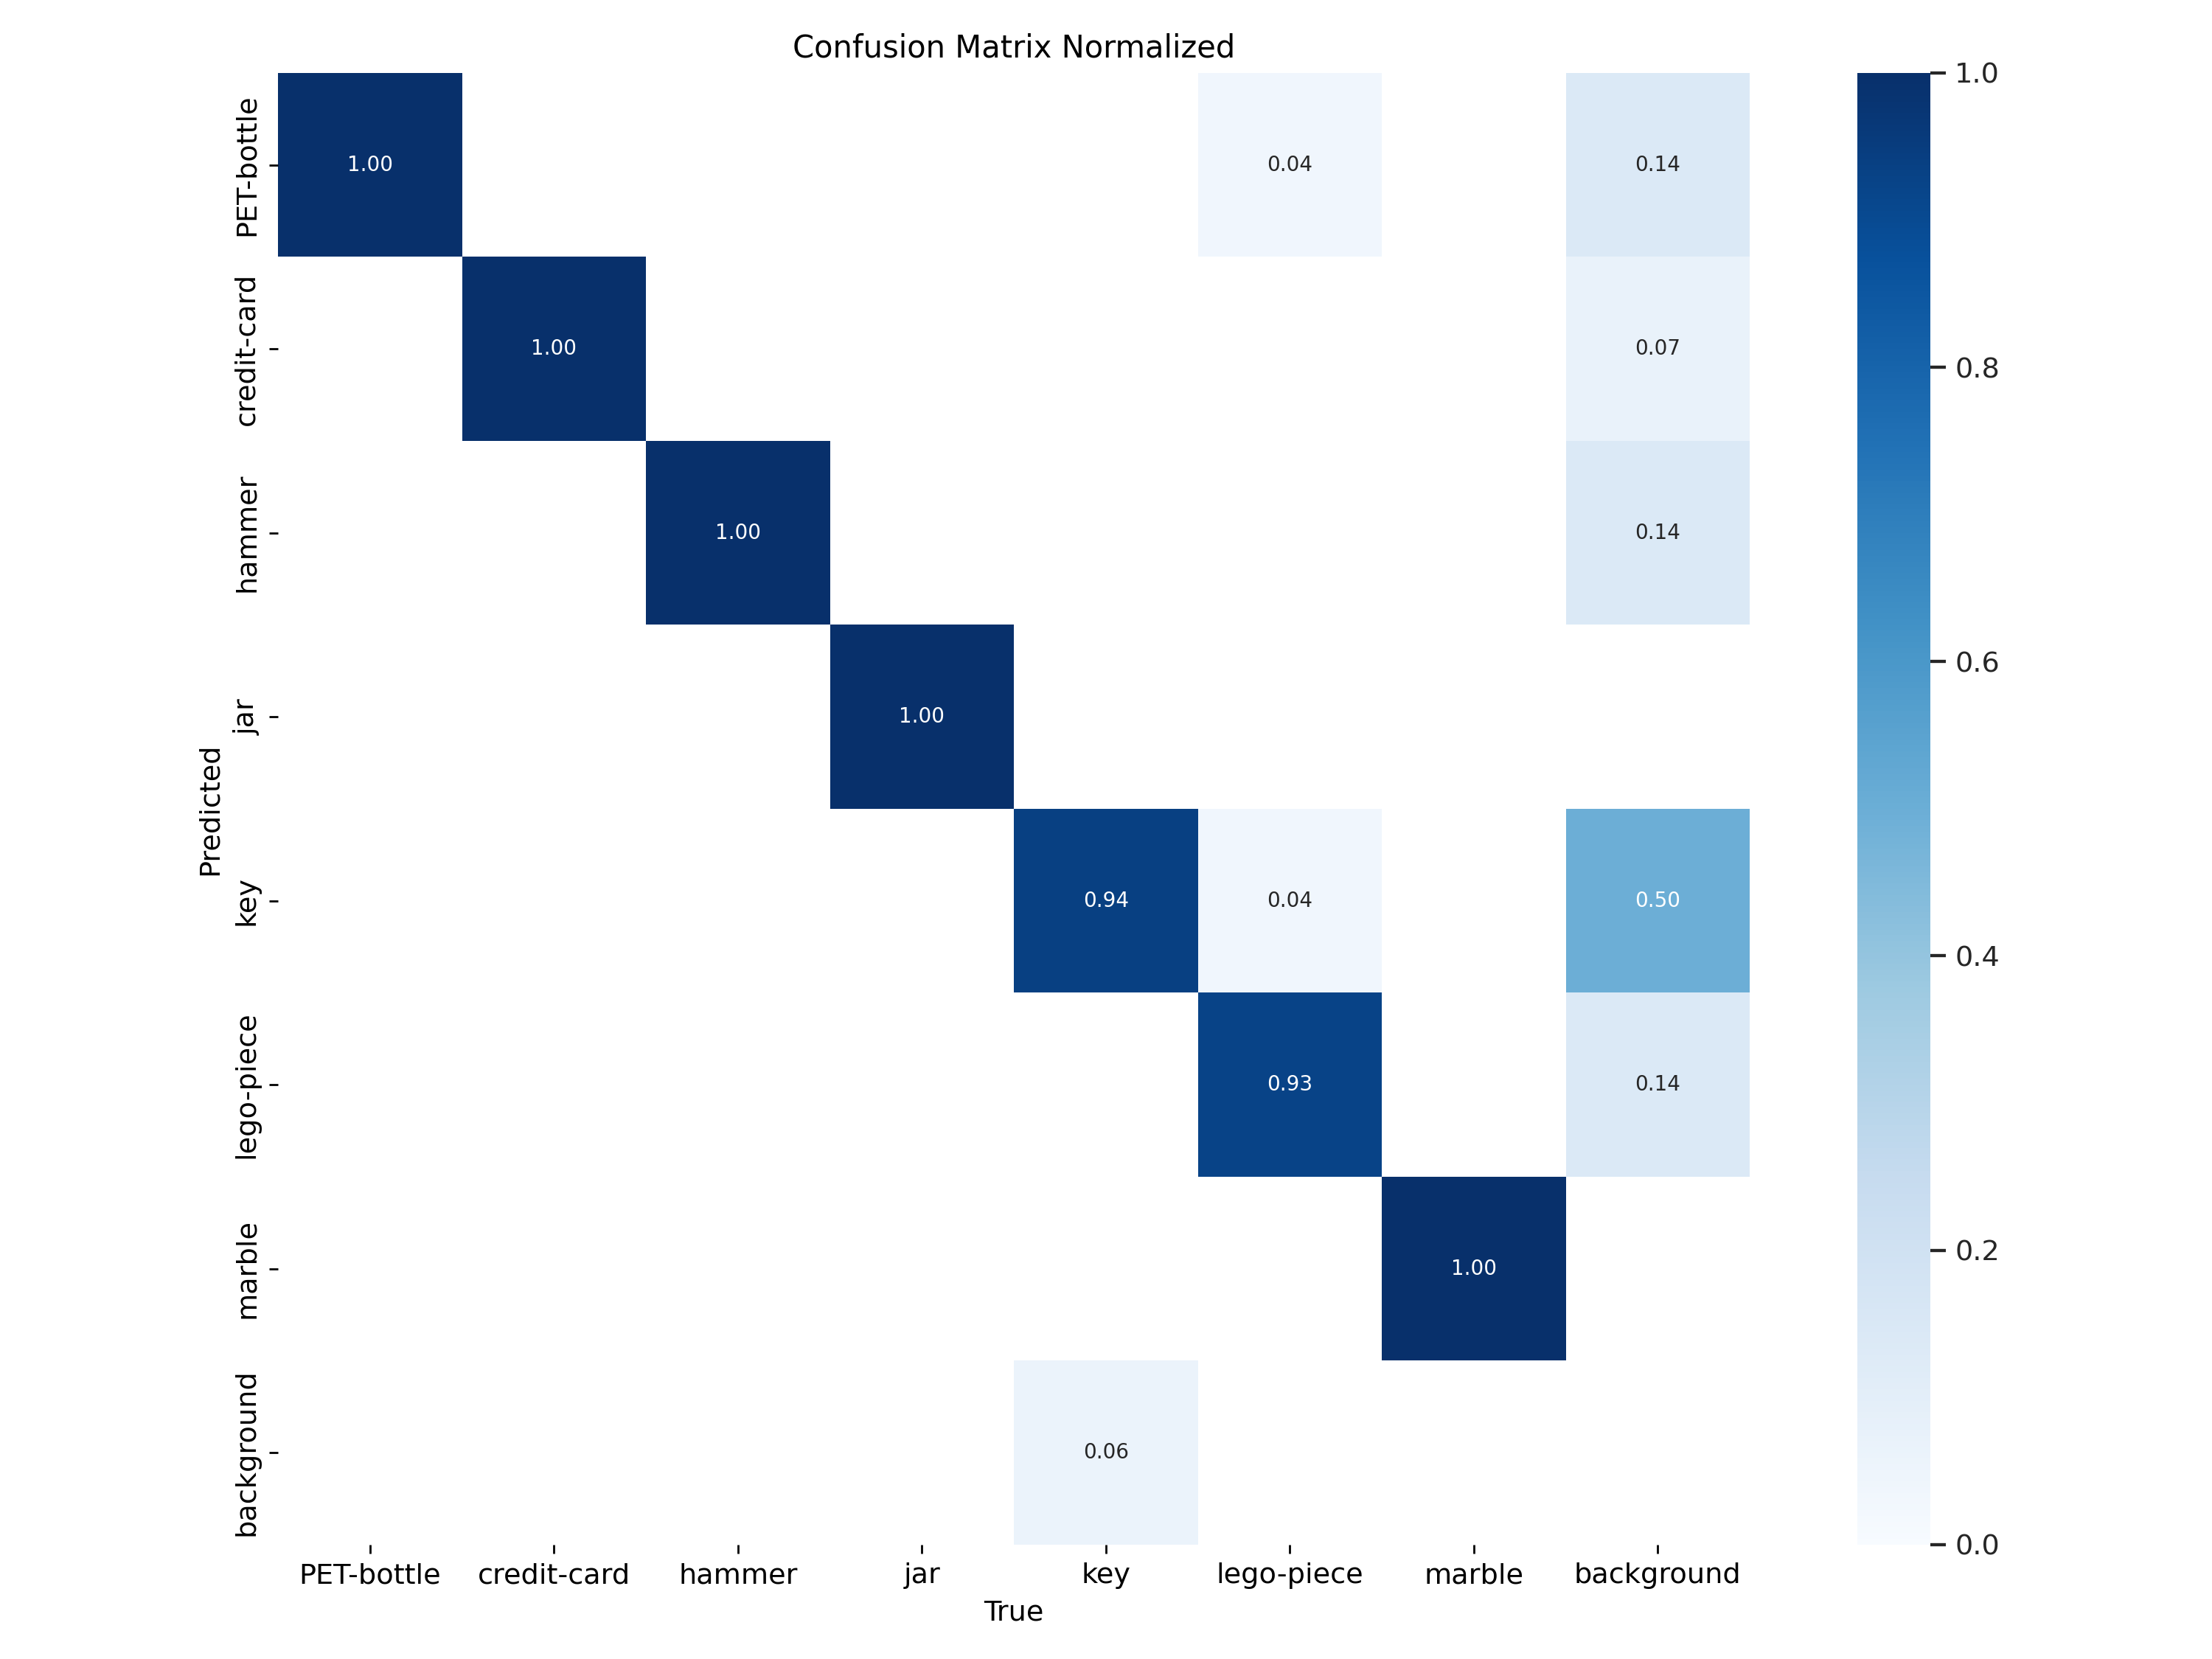 Confusion Matrix Normalized
PET-bottle
1.00
0.04
0.14
credit-card
1.00
0.07
hammer
1.00
0.14
jar
1.00
key
0.94
0.04
0.50
lego-piece
0.93
0.14
marble
1.00
background
0.06
Predicted
PET-bottle
credit-card
hammer
jar
key
lego-piece
marble
background
True
1.0
0.8
0.6
0.4
0.2
0.0